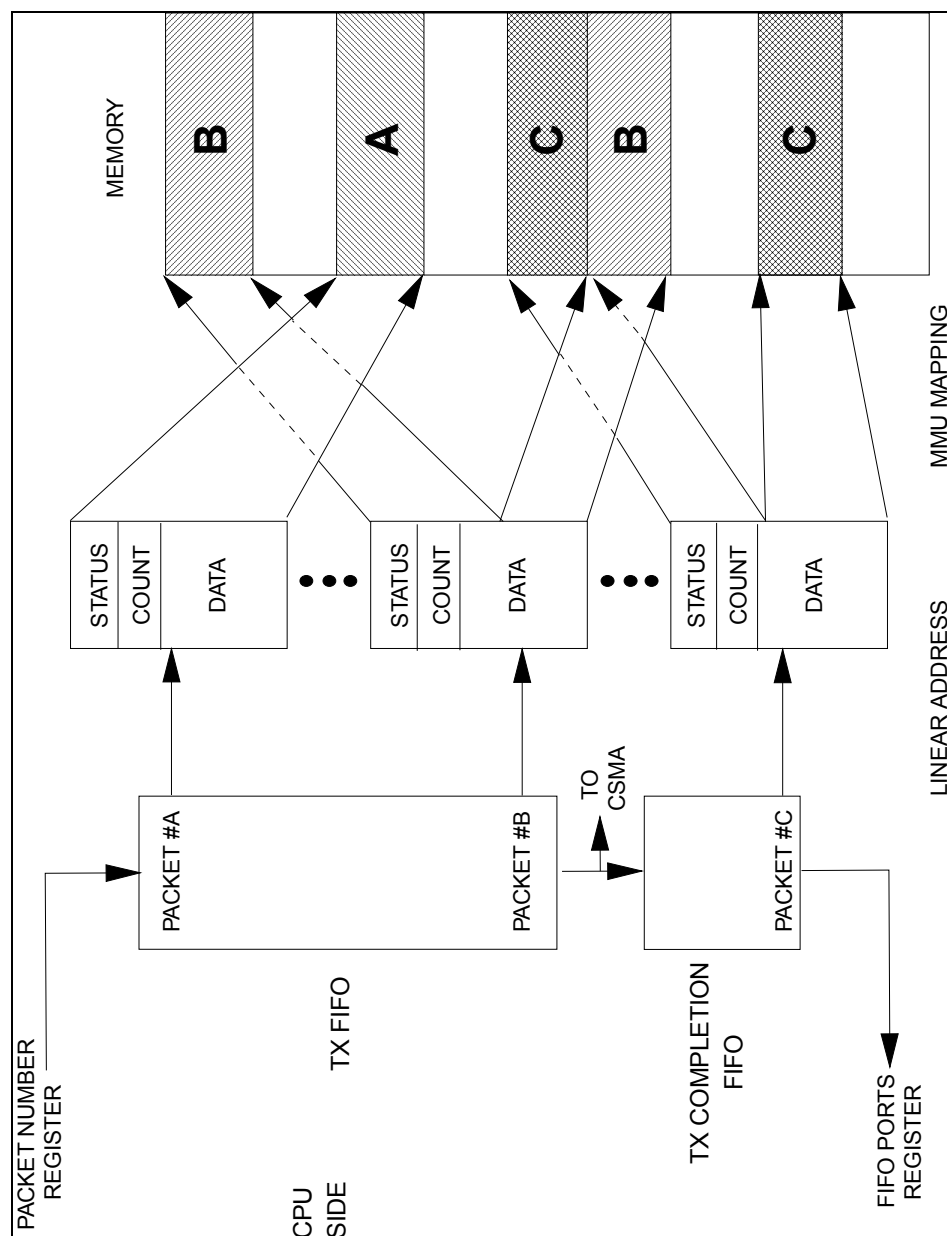 PACKET NUMBER
REGISTER
CPU
SIDE
TX FIFO
PACKET #A
PACKET #B
TO
CSMA
TX COMPLETION
FIFO
PACKET #C
FIFO PORTS
REGISTER
STATUS
COUNT
DATA
STATUS
COUNT
DATA
STATUS
COUNT
DATA
LINEAR ADDRESS
MMU MAPPING
MEMORY
B
A
C
B
C